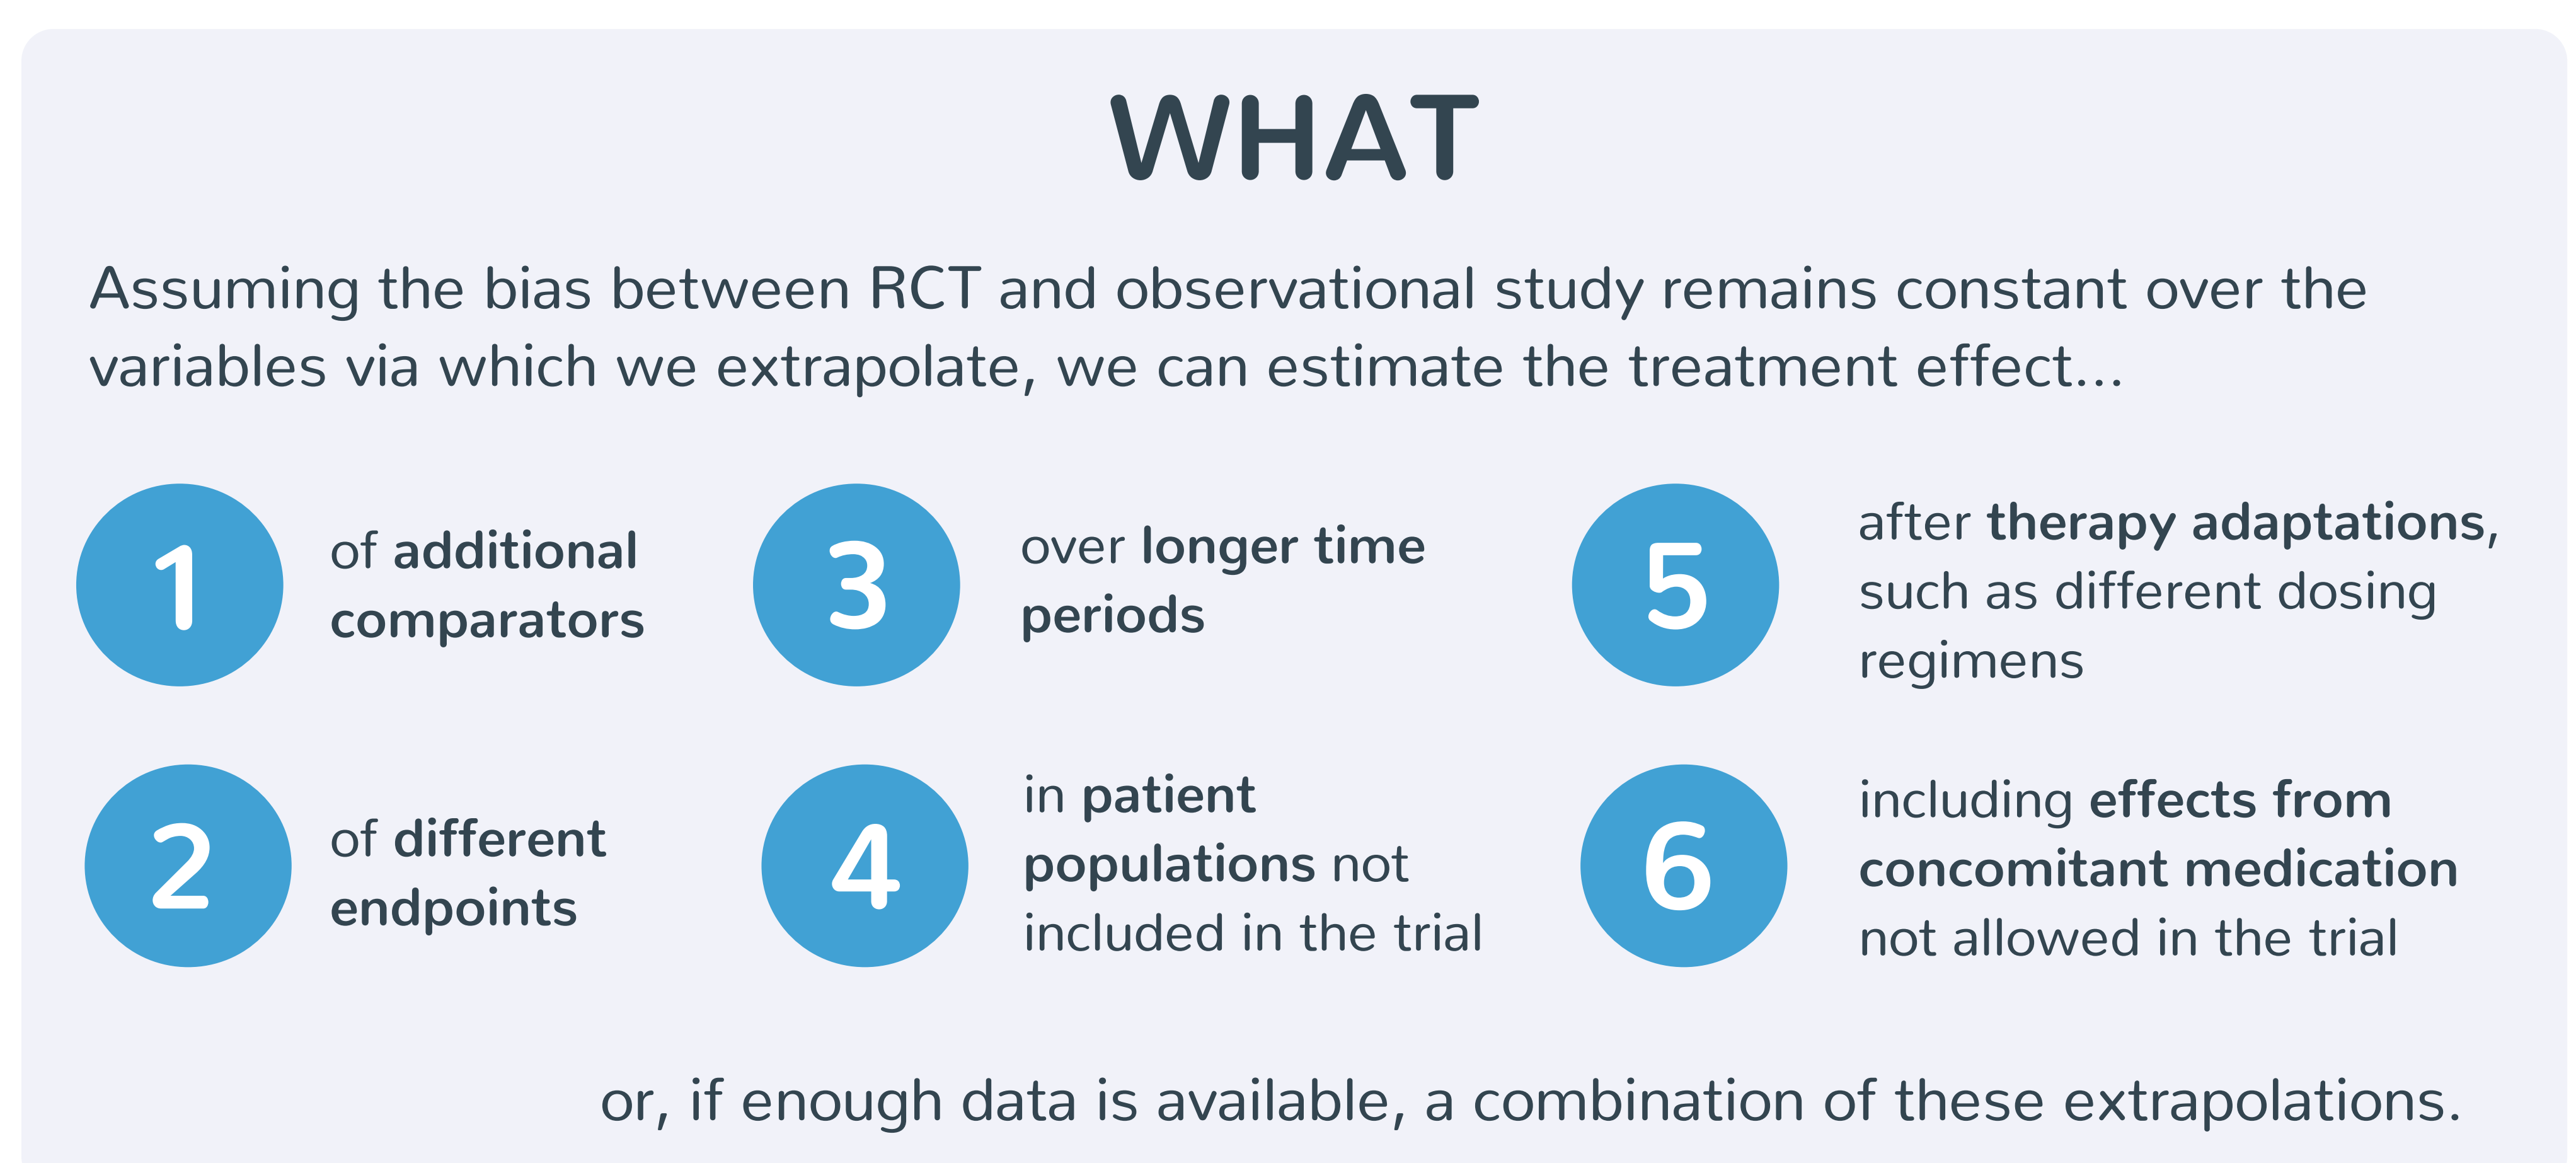 WHAT
Assuming the bias between RCT and observational study remains constant over the
variables via which we extrapolate, we can estimate the treatment effect...
1
of additional
comparators
2
of different
endpoints
3
over longer time
periods
4
in patient
populations not
included in the trial
5
after therapy adaptations,
such as different dosing
regimens
6
including effects from
concomitant medication
not allowed in the trial
or, if enough data is available, a combination of these extrapolations.